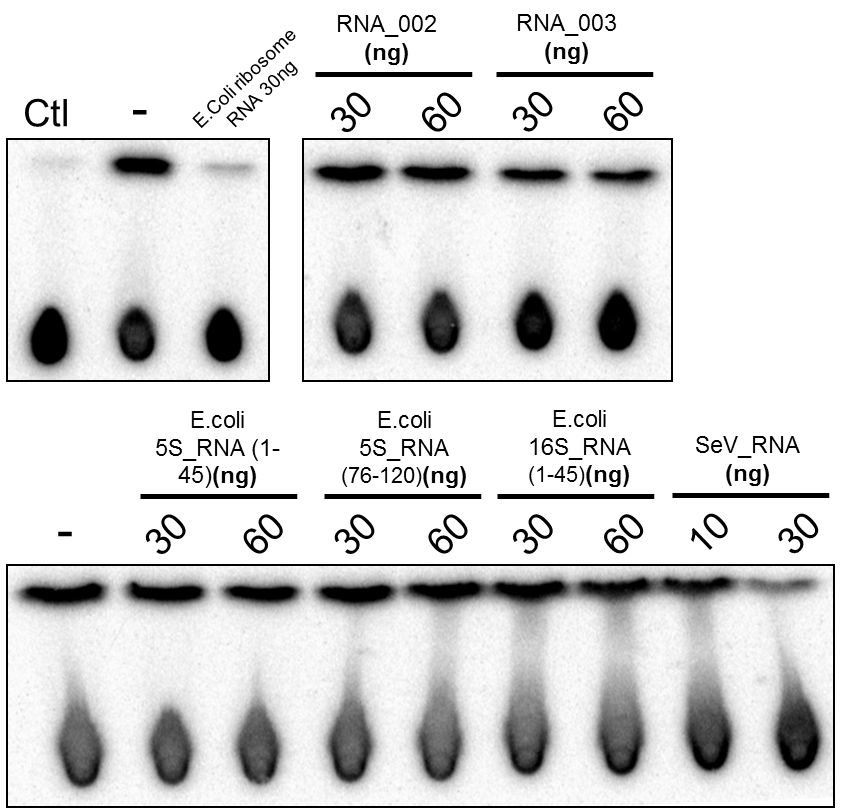 RNA_002
(ng)
RNA_003
(ng)
Ctl
-
E.Coli ribosome
RNA 30ng
30
60
30
60
E.coli
5S_RNA (1-
45)(ng)
E.coli
5S_RNA
(76-120)(ng)
E.coli
16S_RNA
(1-45)(ng)
SeV_RNA
(ng)
-
30
60
30
60
30
60
10
30